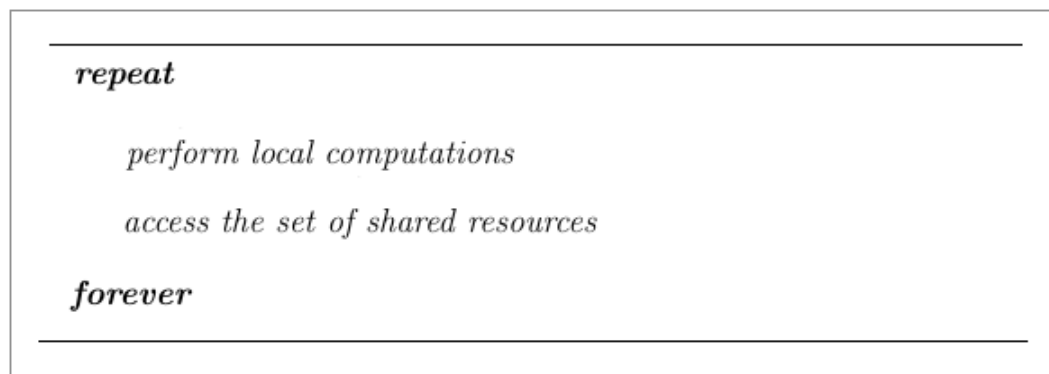 repeat
perform local computations
access the set of shared resources
forever